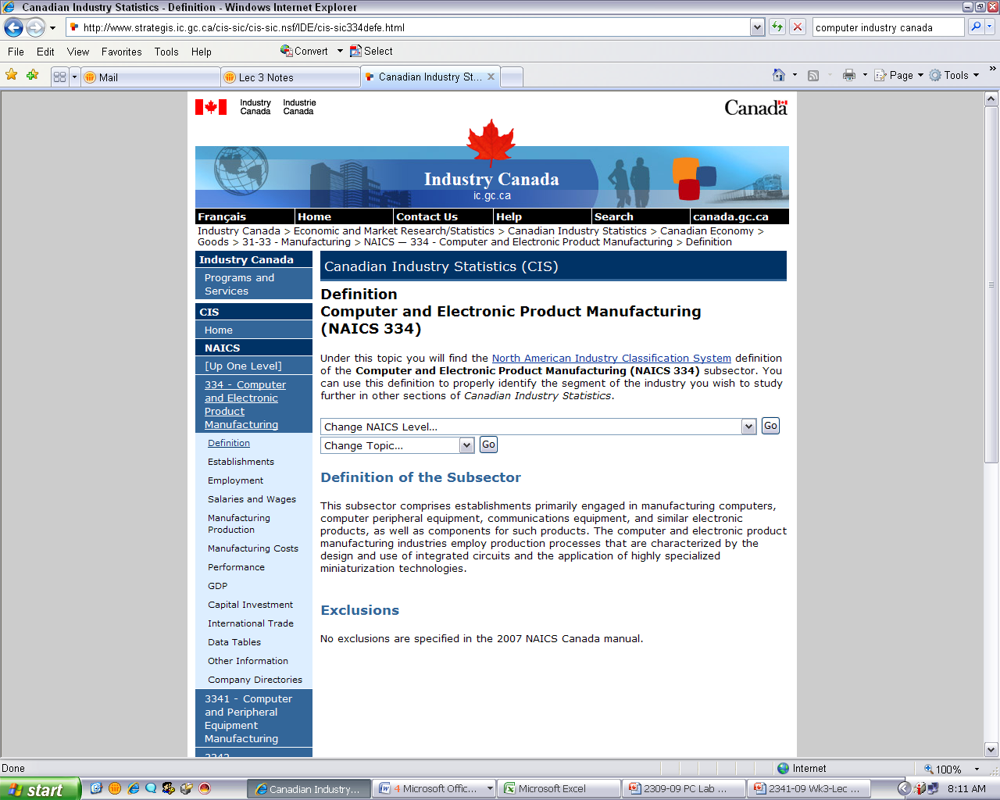 Canadian Industry Statistics - Definition - Windows Internet Explorer
http://www.strategis.ic.gc.ca/cis-sic/cis-sic.nsf/IDE/cis-sic334defe.html
computer industry canada
File Edit View Favorites Tools Help Convert Select
Mail Lec 3 Notes Canadian Industry St... Page Tools
Industry Canada
Industrie Canada
Canada
Industry Canada
ic.gc.ca
Français Home Contact Us Help Search canada.gc.ca
Industry Canada > Economic and Market Research/Statistics > Canadian Industry Statistics > Canadian Economy >
Goods > 31-33 - Manufacturing > NAICS — 334 - Computer and Electronic Product Manufacturing > Definition
Industry Canada
Programs and
Services
CIS
Home
NAICS
[Up One Level]
334 - Computer
and Electronic
Product
Manufacturing
Definition
Establishments
Employment
Salaries and Wages
Manufacturing
Production
Manufacturing Costs
Performance
GDP
Capital Investment
International Trade
Data Tables
Other Information
Company Directories
3341 - Computer
and Peripheral
Equipment
Manufacturing
3342
Canadian Industry Statistics (CIS)
Definition
Computer and Electronic Product Manufacturing
(NAICS 334)
Under this topic you will find the North American Industry Classification System definition
of the Computer and Electronic Product Manufacturing (NAICS 334) subsector. You
can use this definition to properly identify the segment of the industry you wish to study
further in other sections of Canadian Industry Statistics.
Change NAICS Level... Go
Change Topic... Go
Definition of the Subsector
This subsector comprises establishments primarily engaged in manufacturing computers,
computer peripheral equipment, communications equipment, and similar electronic
products, as well as components for such products. The computer and electronic product
manufacturing industries employ production processes that are characterized by the
design and use of integrated circuits and the application of highly specialized
miniaturization technologies.
Exclusions
No exclusions are specified in the 2007 NAICS Canada manual.
Done Internet 100%
start Canadian Industry... 4 Microsoft Offic... Microsoft Excel 2309-09 PC Lab ... 2341-09 Wk3-Lec ... 8:11 AM